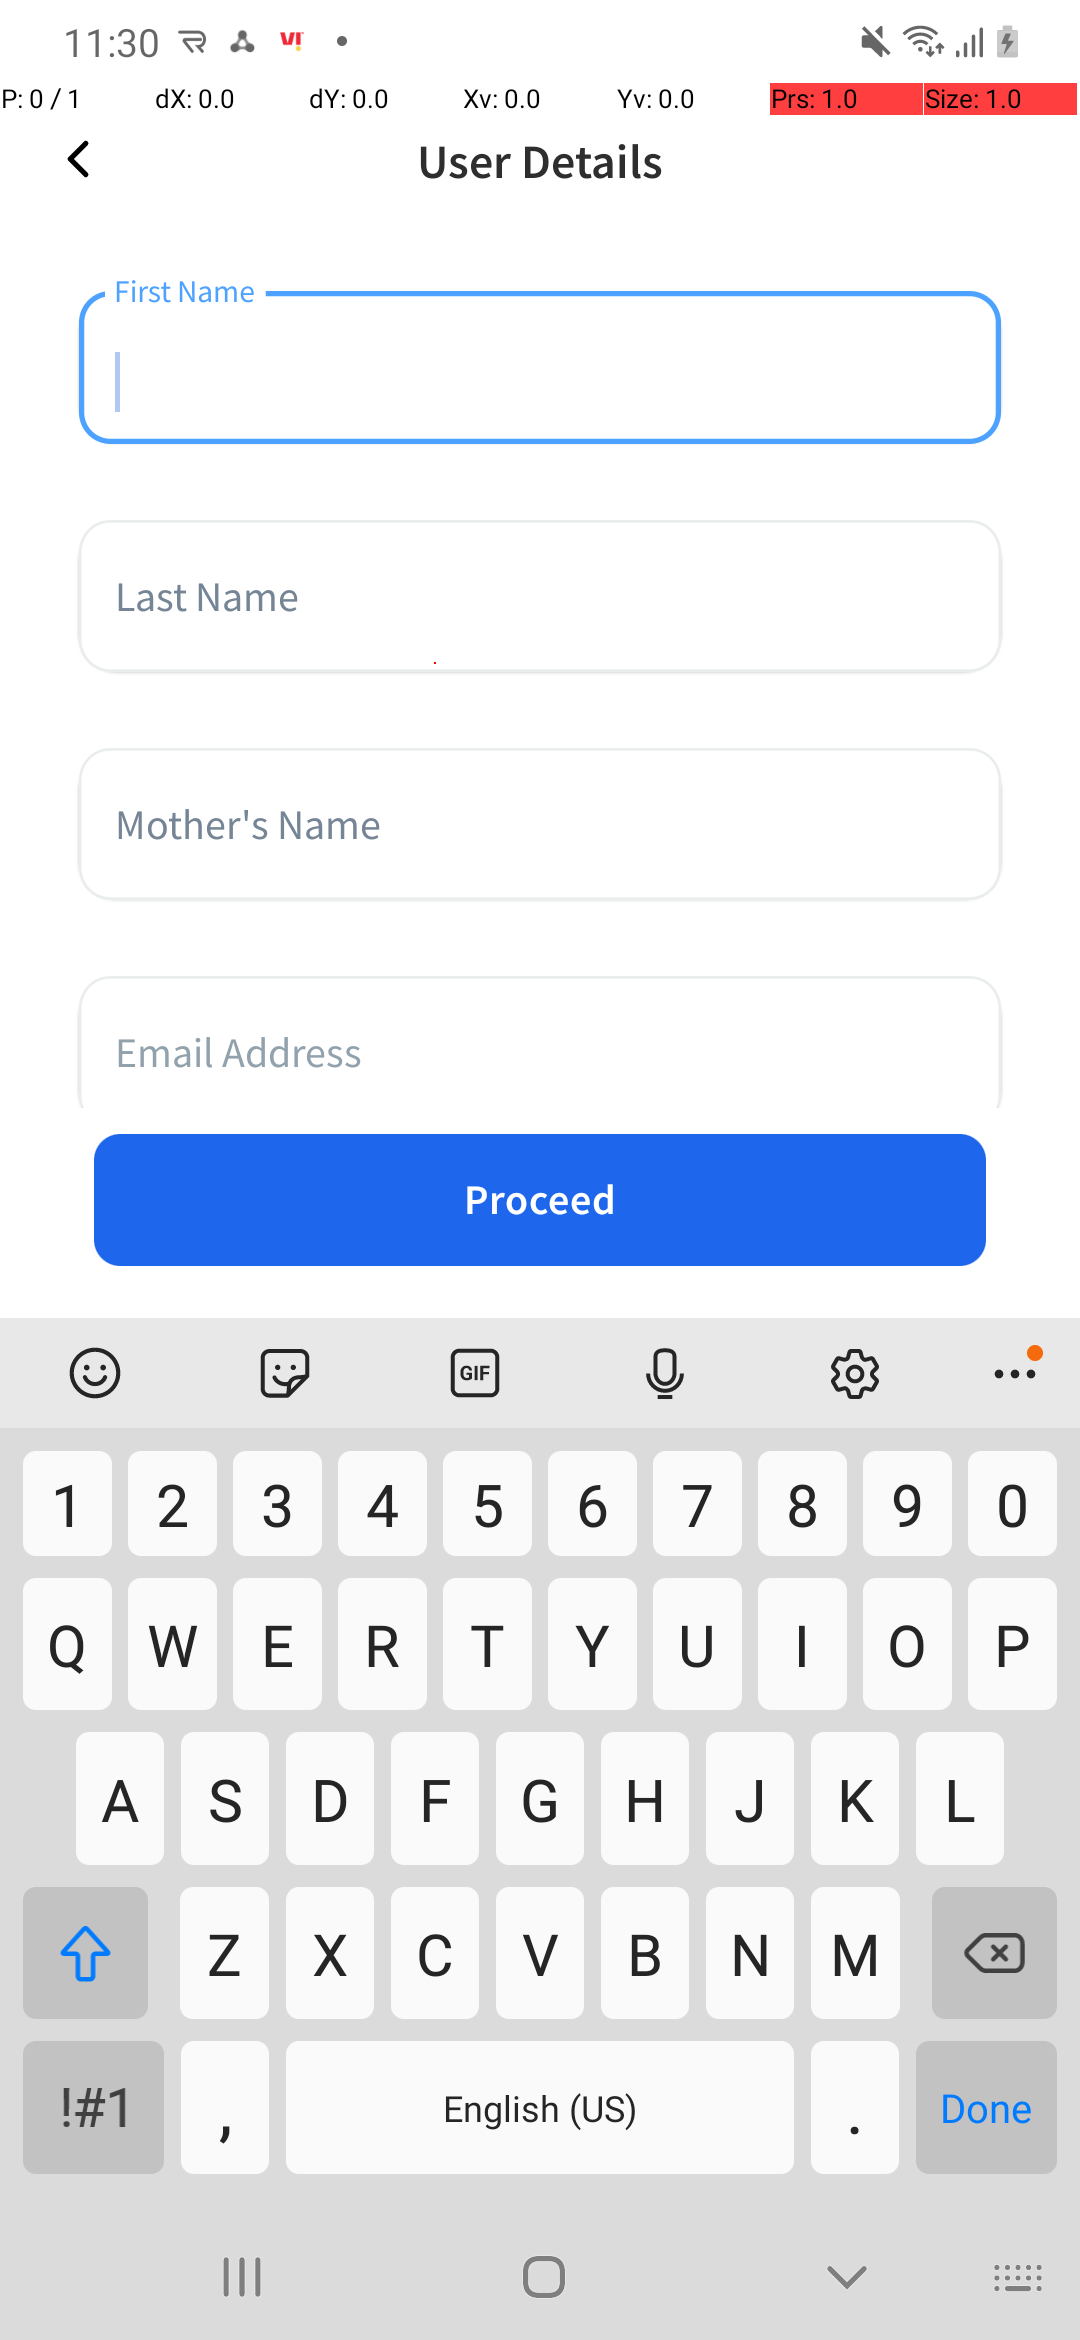 11:30
P: 0 / 1 dX: 0.0 dY: 0.0 Xv: 0.0 Yv: 0.0 Prs: 1.0 Size: 1.0
User Details
First Name
Last Name
Mother's Name
Email Address
Proceed
GIF
1 2 3 4 5 6 7 8 9 0
Q W E R T Y U I O P
A S D F G H J K L
Z X C V B N M
!#1 , English (US) . Done